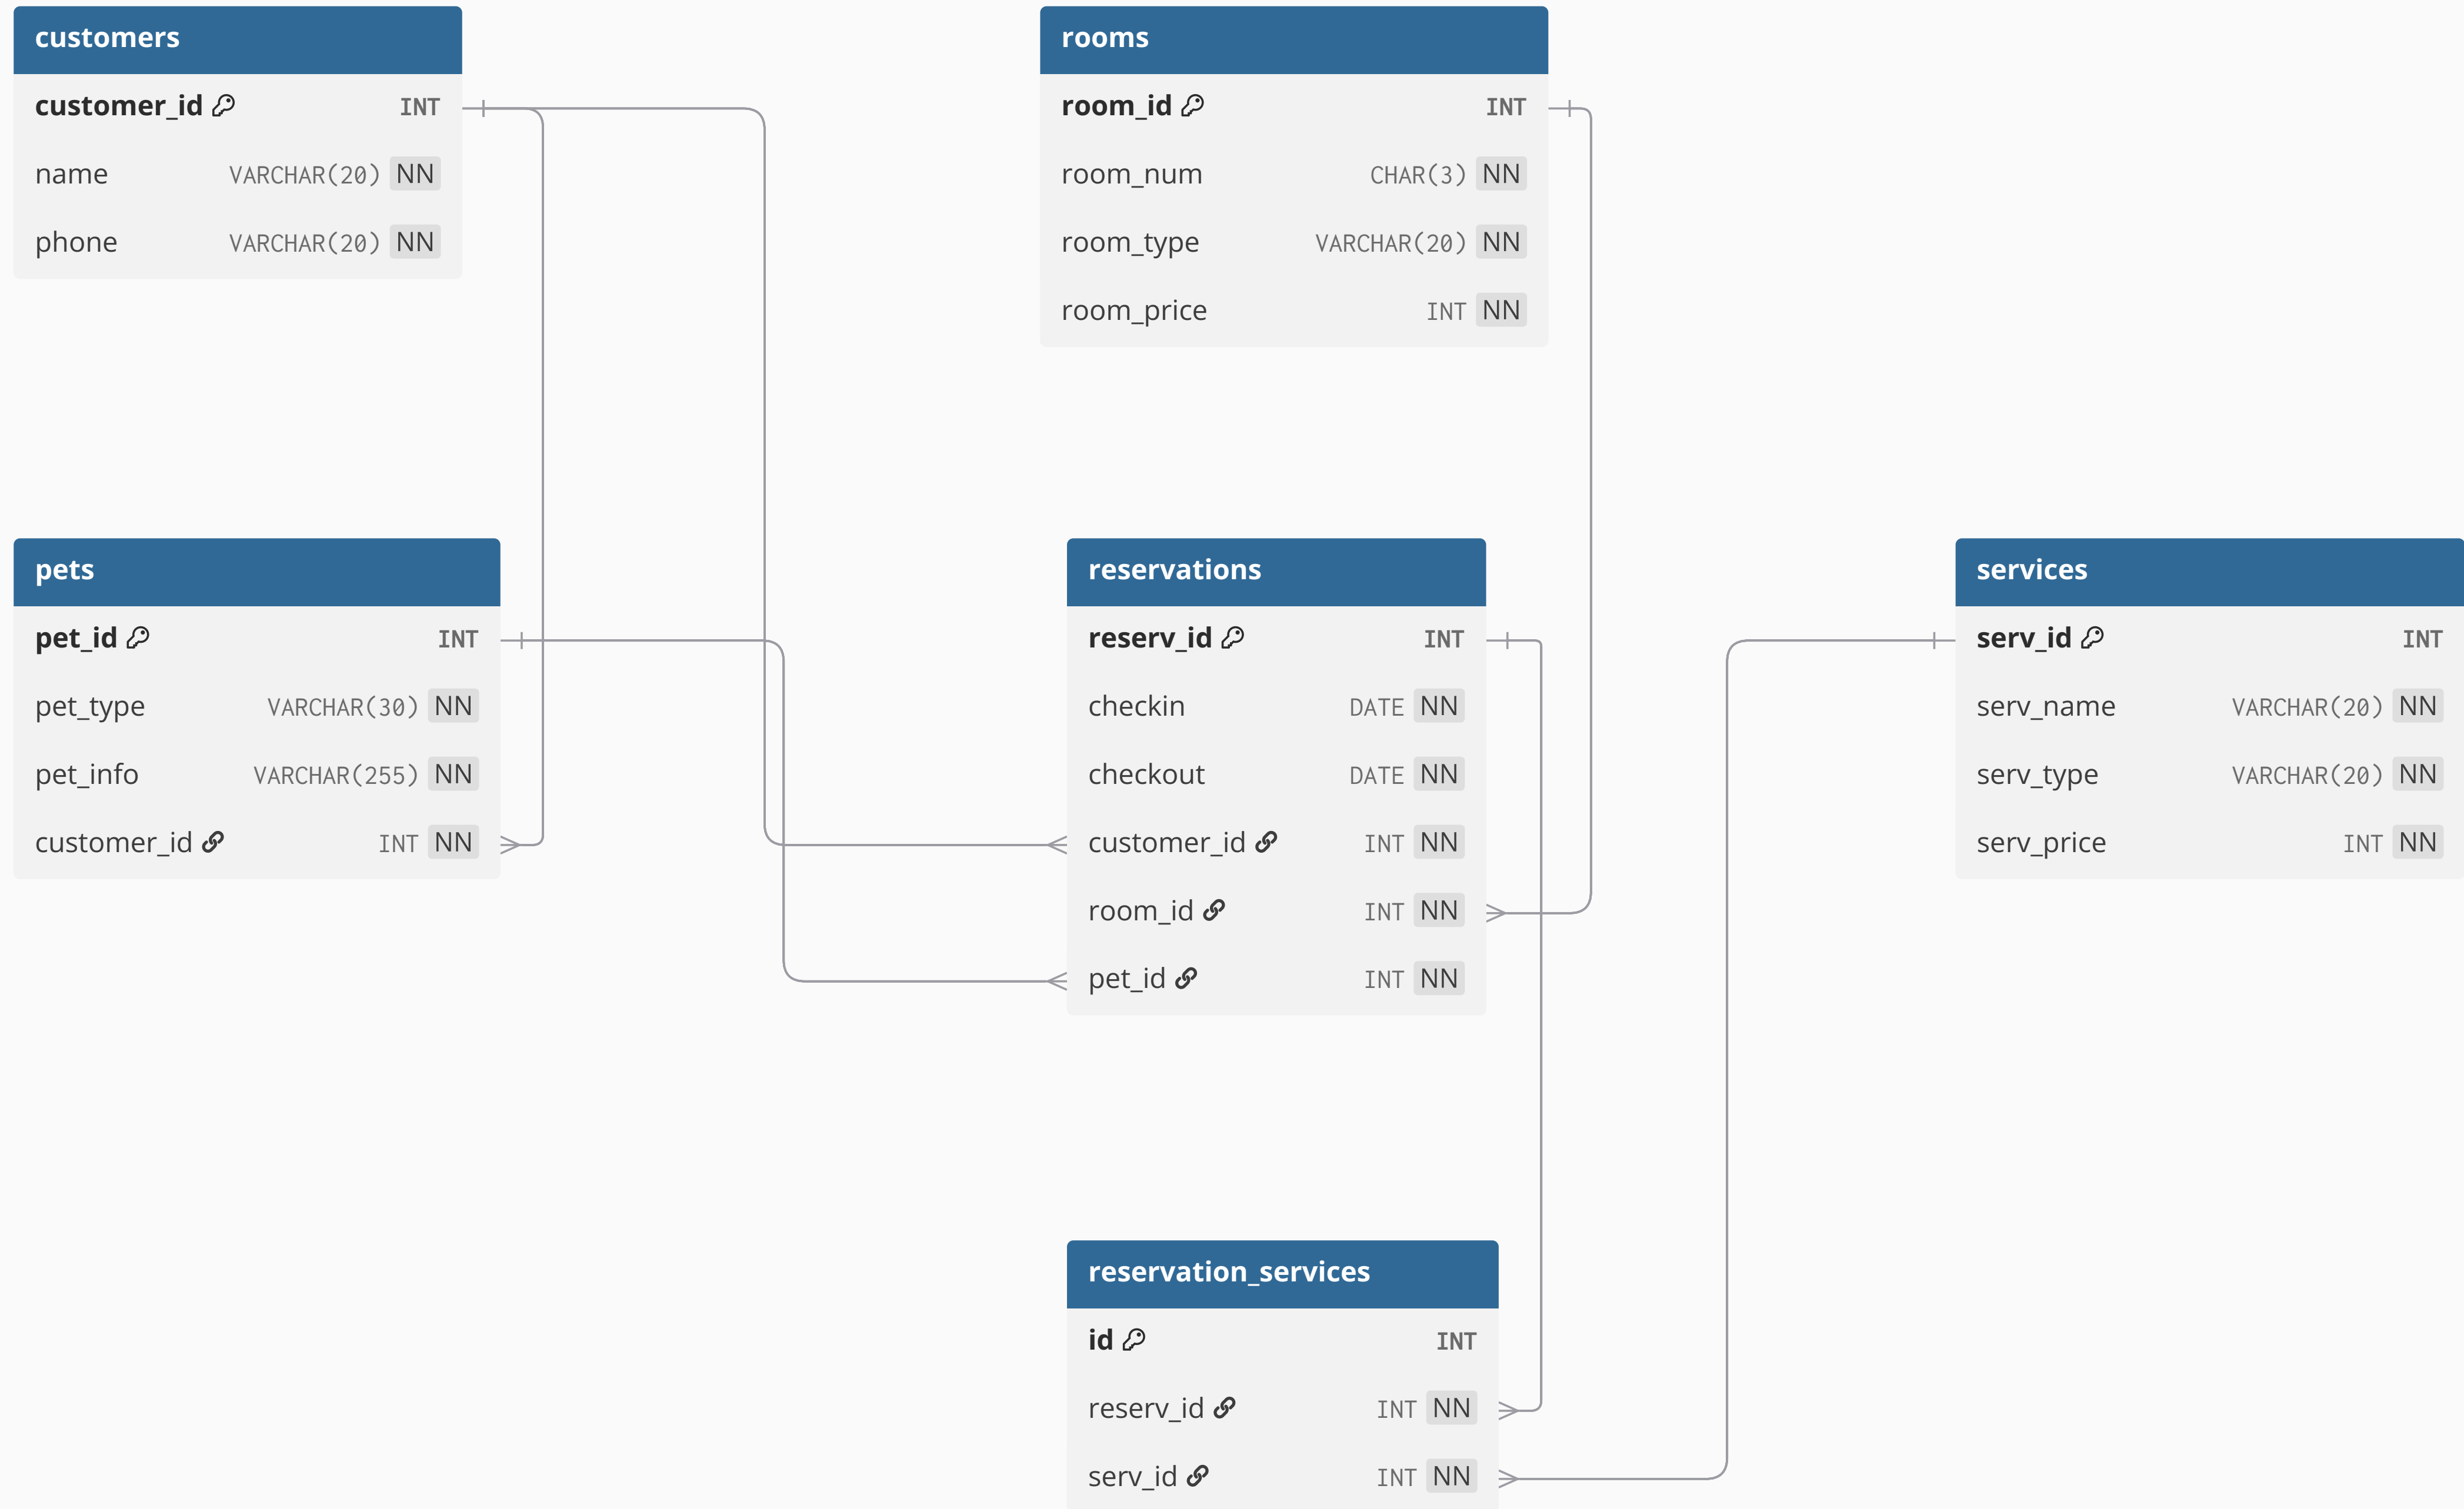 customers
customer_id INT
name VARCHAR(20) NN
phone VARCHAR(20) NN
rooms
room_id INT
room_num CHAR(3) NN
room_type VARCHAR(20) NN
room_price INT NN
pets
pet_id INT
pet_type VARCHAR(30) NN
pet_info VARCHAR(255) NN
customer_id INT NN
reservations
reserv_id INT
checkin DATE NN
checkout DATE NN
customer_id INT NN
room_id INT NN
pet_id INT NN
services
serv_id INT
serv_name VARCHAR(20) NN
serv_type VARCHAR(20) NN
serv_price INT NN
reservation_services
id INT
reserv_id INT NN
serv_id INT NN